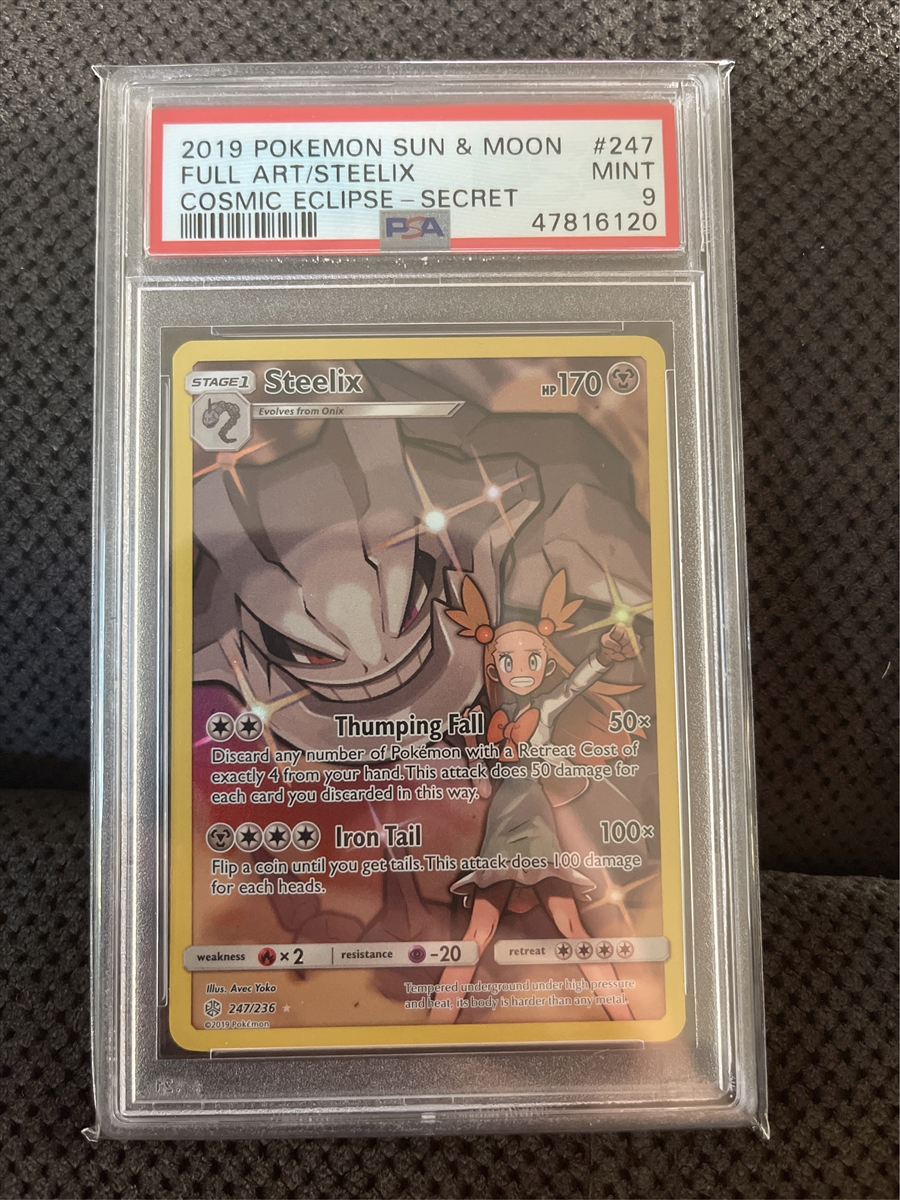 2019 POKEMON SUN & MOON #247
FULL ART/STEELIX MINT
COSMIC ECLIPSE – SECRET 9
PSA 47816120
STAGE 1 Steelix HP 170
Evolves from Onix
Thumping Fall 50×
Discard any number of Pokémon with a Retreat Cost of
exactly 4 from your hand. This attack does 50 damage for
each card you discarded in this way.
Iron Tail 100×
Flip a coin until you get tails. This attack does 100 damage
for each heads.
weakness ×2 resistance -20 retreat
Illus. Avec Yoko
Tempered underground under high pressure
247/236
and heat, its body is harder than any metal.
©2019 Pokémon